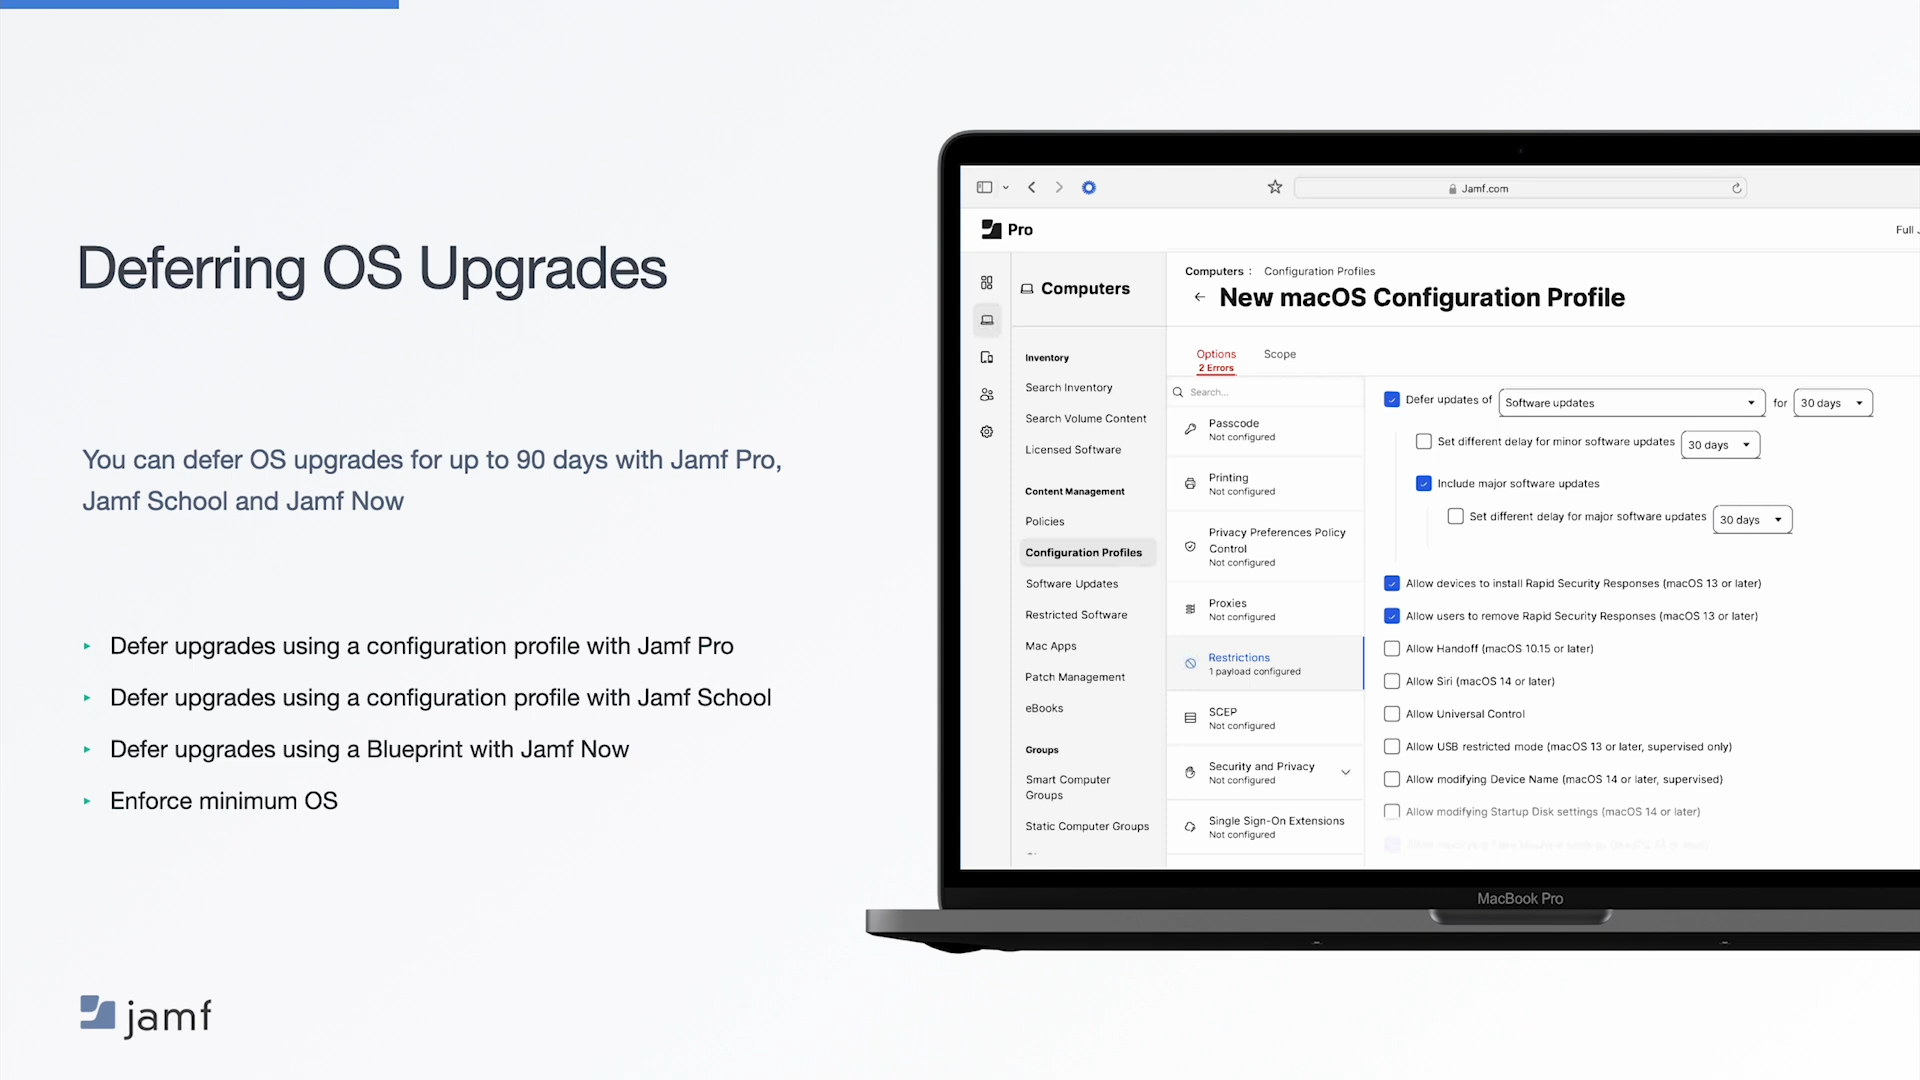 Deferring OS Upgrades
You can defer OS upgrades for up to 90 days with Jamf Pro,
Jamf School and Jamf Now
▸ Defer upgrades using a configuration profile with Jamf Pro
▸ Defer upgrades using a configuration profile with Jamf School
▸ Defer upgrades using a Blueprint with Jamf Now
▸ Enforce minimum OS
jamf
Jamf.com
Pro
Full
Computers
Inventory
Search Inventory
Search Volume Content
Licensed Software
Content Management
Policies
Configuration Profiles
Software Updates
Restricted Software
Mac Apps
Patch Management
eBooks
Groups
Smart Computer
Groups
Static Computer Groups
Computers : Configuration Profiles
New macOS Configuration Profile
Options Scope
2 Errors
Search...
Passcode
Not configured
Printing
Not configured
Privacy Preferences Policy
Control
Not configured
Proxies
Not configured
Restrictions
1 payload configured
SCEP
Not configured
Security and Privacy
Not configured
Single Sign-On Extensions
Not configured
Defer updates of Software updates for 30 days
Set different delay for minor software updates 30 days
Include major software updates
Set different delay for major software updates 30 days
Allow devices to install Rapid Security Responses (macOS 13 or later)
Allow users to remove Rapid Security Responses (macOS 13 or later)
Allow Handoff (macOS 10.15 or later)
Allow Siri (macOS 14 or later)
Allow Universal Control
Allow USB restricted mode (macOS 13 or later, supervised only)
Allow modifying Device Name (macOS 14 or later, supervised)
Allow modifying Startup Disk settings (macOS 14 or later)
MacBook Pro